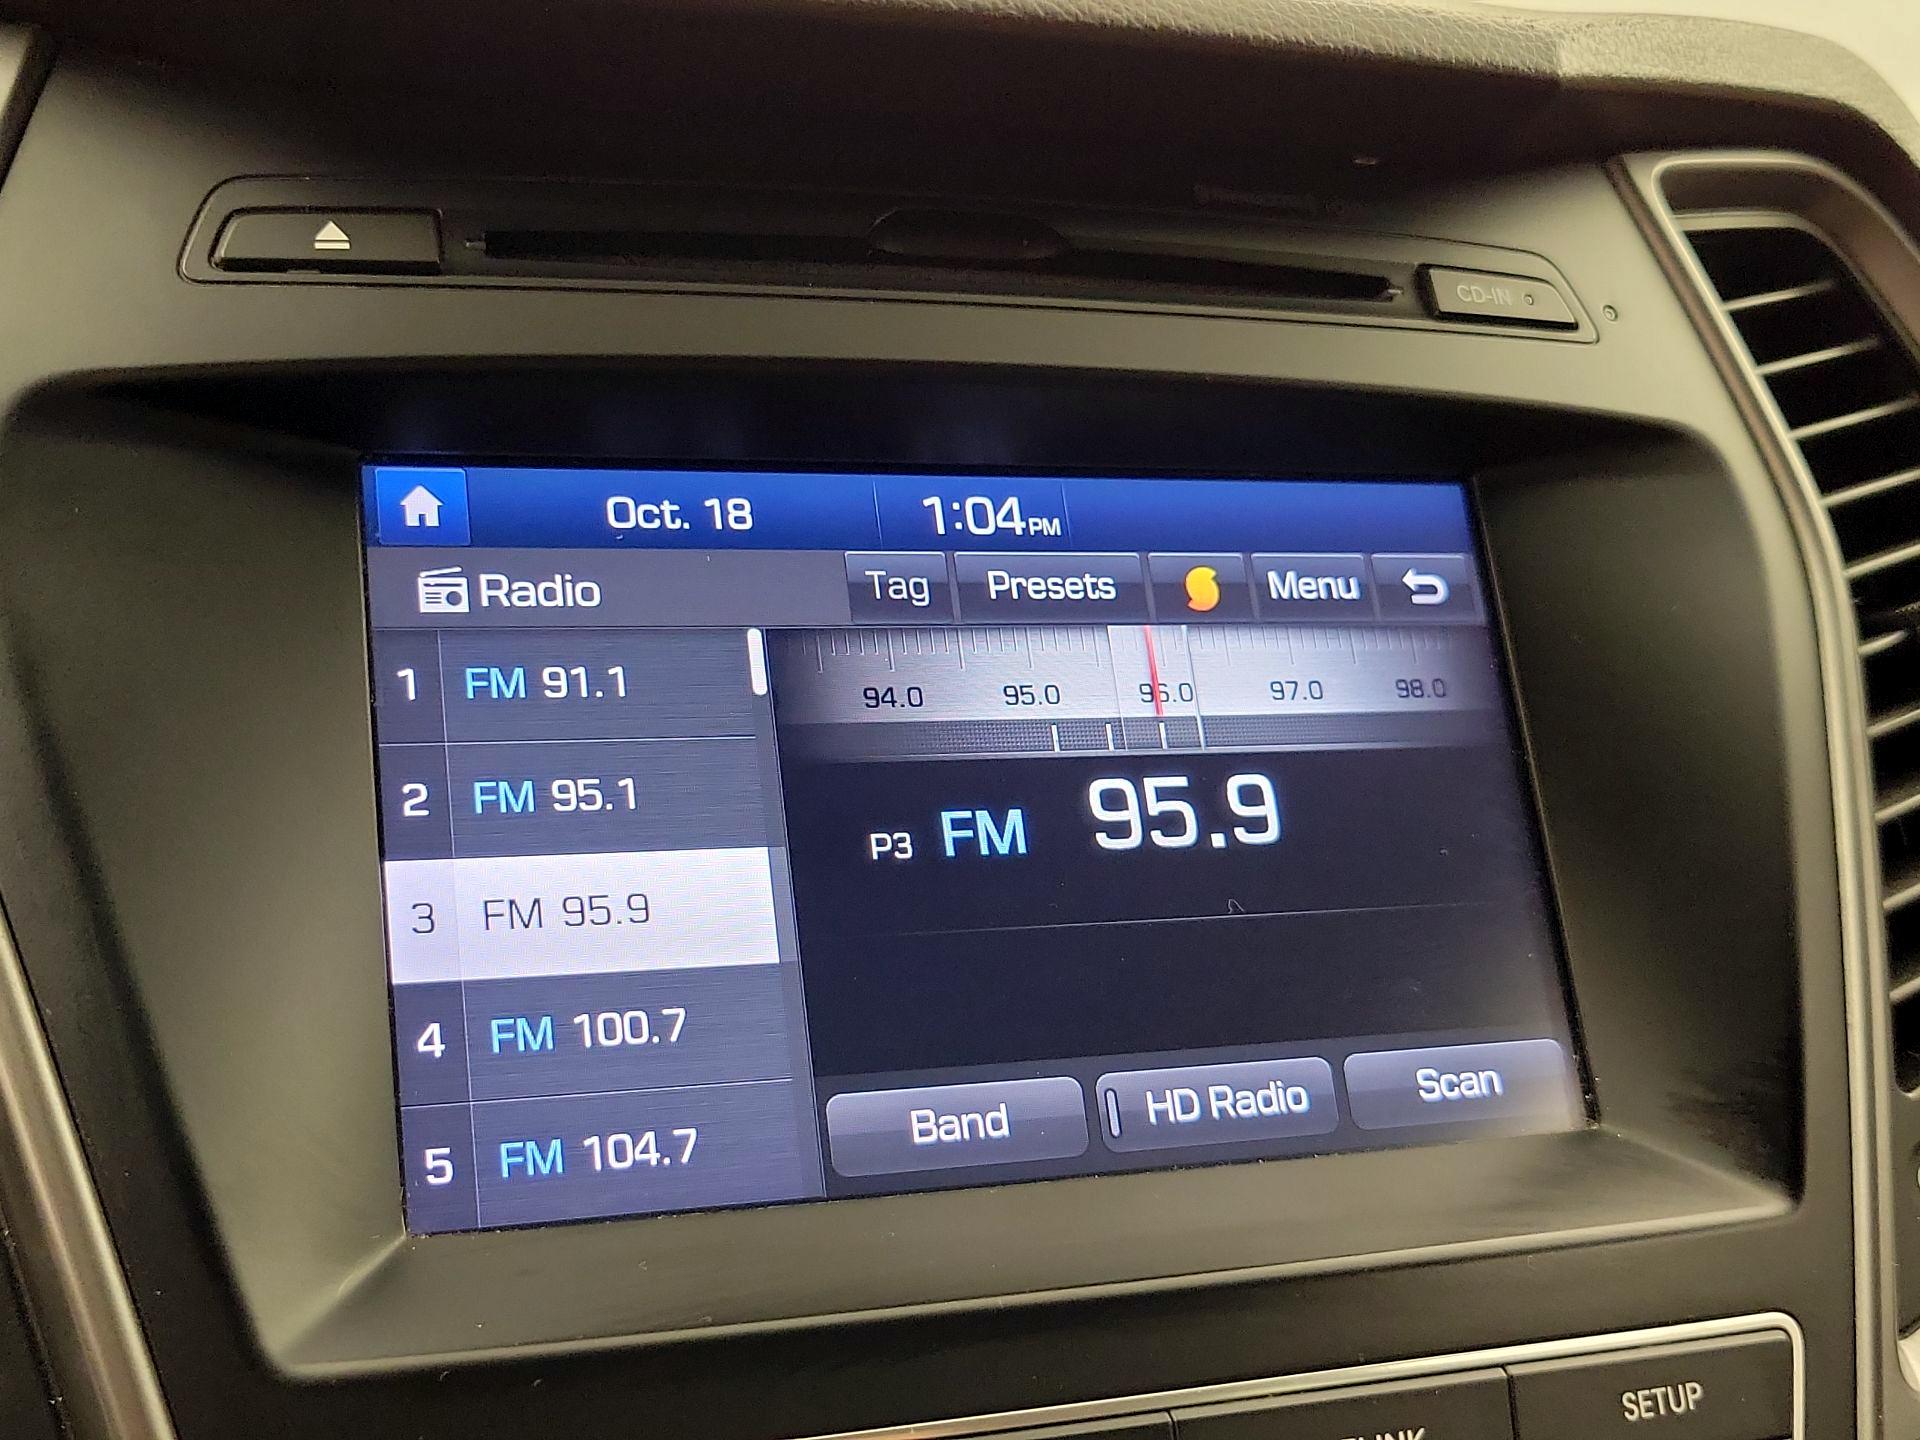 CD-IN
Oct. 18 1:04 PM
Radio Tag Presets Menu
1 FM 91.1
94.0 95.0 96.0 97.0 98.0
2 FM 95.1
P3 FM 95.9
3 FM 95.9
4 FM 100.7
5 FM 104.7
Band HD Radio Scan
SETUP